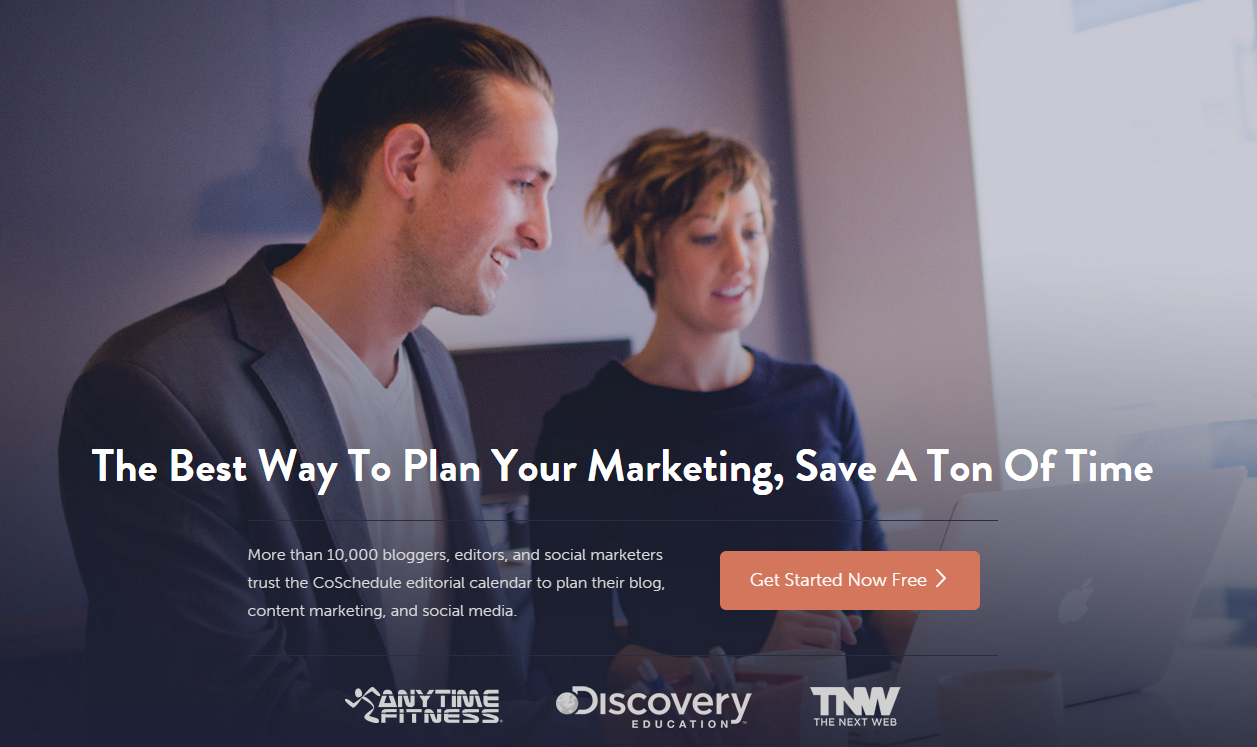 The Best Way To Plan Your Marketing, Save A Ton Of Time
More than 10,000 bloggers, editors, and social marketers
trust the CoSchedule editorial calendar to plan their blog,
content marketing, and social media.
Get Started Now Free
ANYTIME
FITNESS®
Discovery
EDUCATION™
TNW
THE NEXT WEB